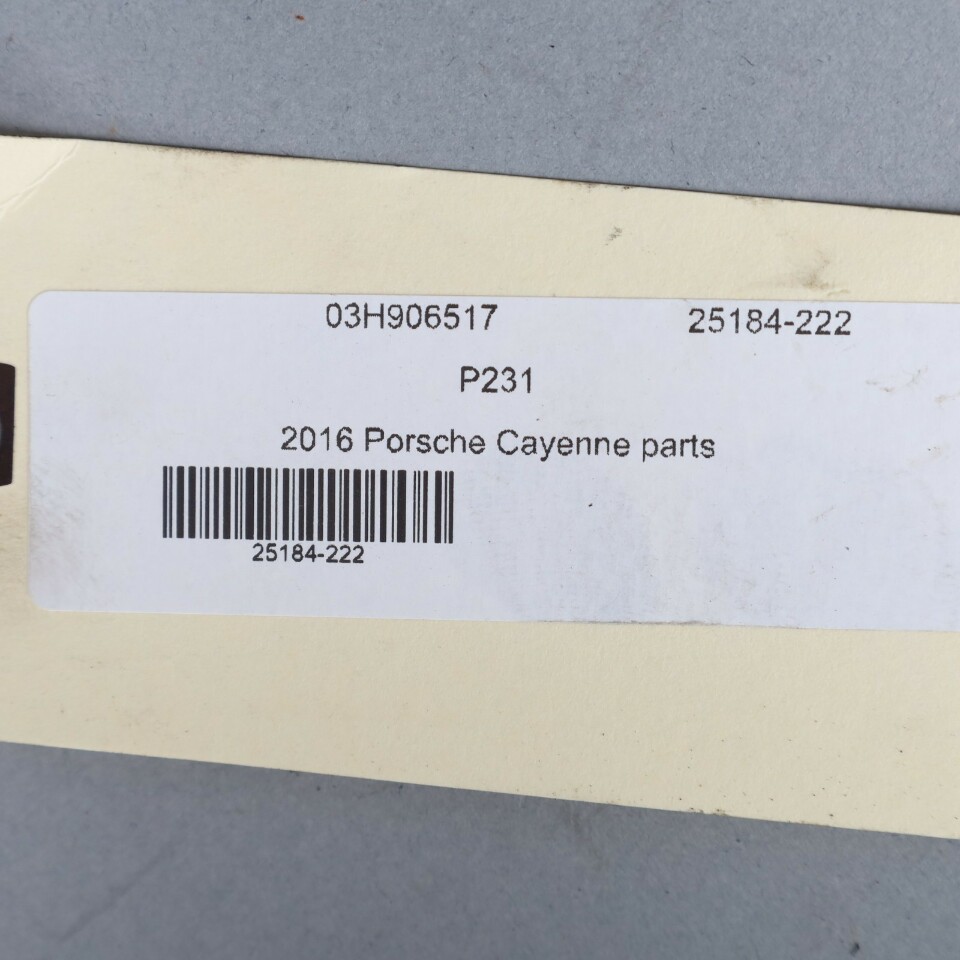 03H906517 25184-222
P231
2016 Porsche Cayenne parts
25184-222